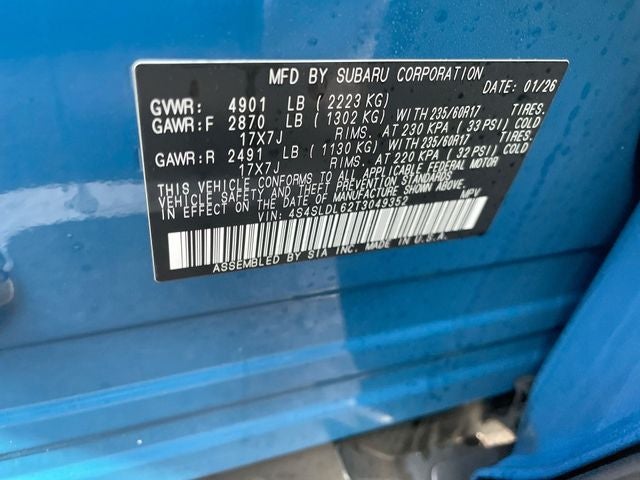 MFD BY SUBARU CORPORATION DATE: 01/26
GVWR: 4901 LB (2223 KG)
GAWR:F 2870 LB (1302 KG) WITH 235/60R17 TIRES.
17X7J RIMS. AT 230 KPA (33 PSI) COLD
GAWR:R 2491 LB (1130 KG) WITH 235/60R17 TIRES.
17X7J RIMS. AT 220 KPA (32 PSI) COLD
THIS VEHICLE CONFORMS TO ALL APPLICABLE FEDERAL MOTOR
VEHICLE SAFETY, BUMPER, AND THEFT PREVENTION STANDARDS
IN EFFECT ON THE DATE OF MANUFACTURE SHOWN ABOVE.
VIN: 4S4SLDL62T3049352 MPV
ASSEMBLED BY SIA INC. MADE IN U.S.A.